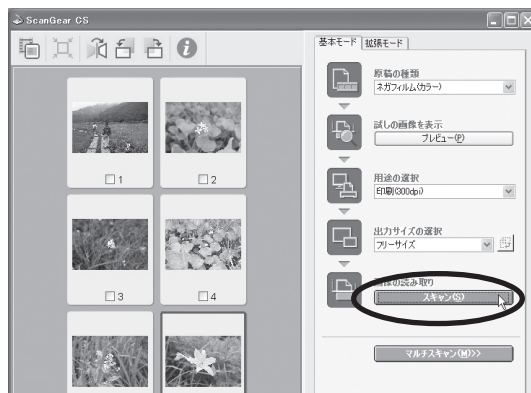 ScanGear CS
基本モード 拡張モード
原稿の種類
ネガフィルム(カラー)
試しの画像を表示
プレビュー(P)
用途の選択
印刷(300dpi)
出力サイズの選択
フリーサイズ
画像の読み取り
スキャン(S)
マルチスキャン(M)>>
1
2
3
4